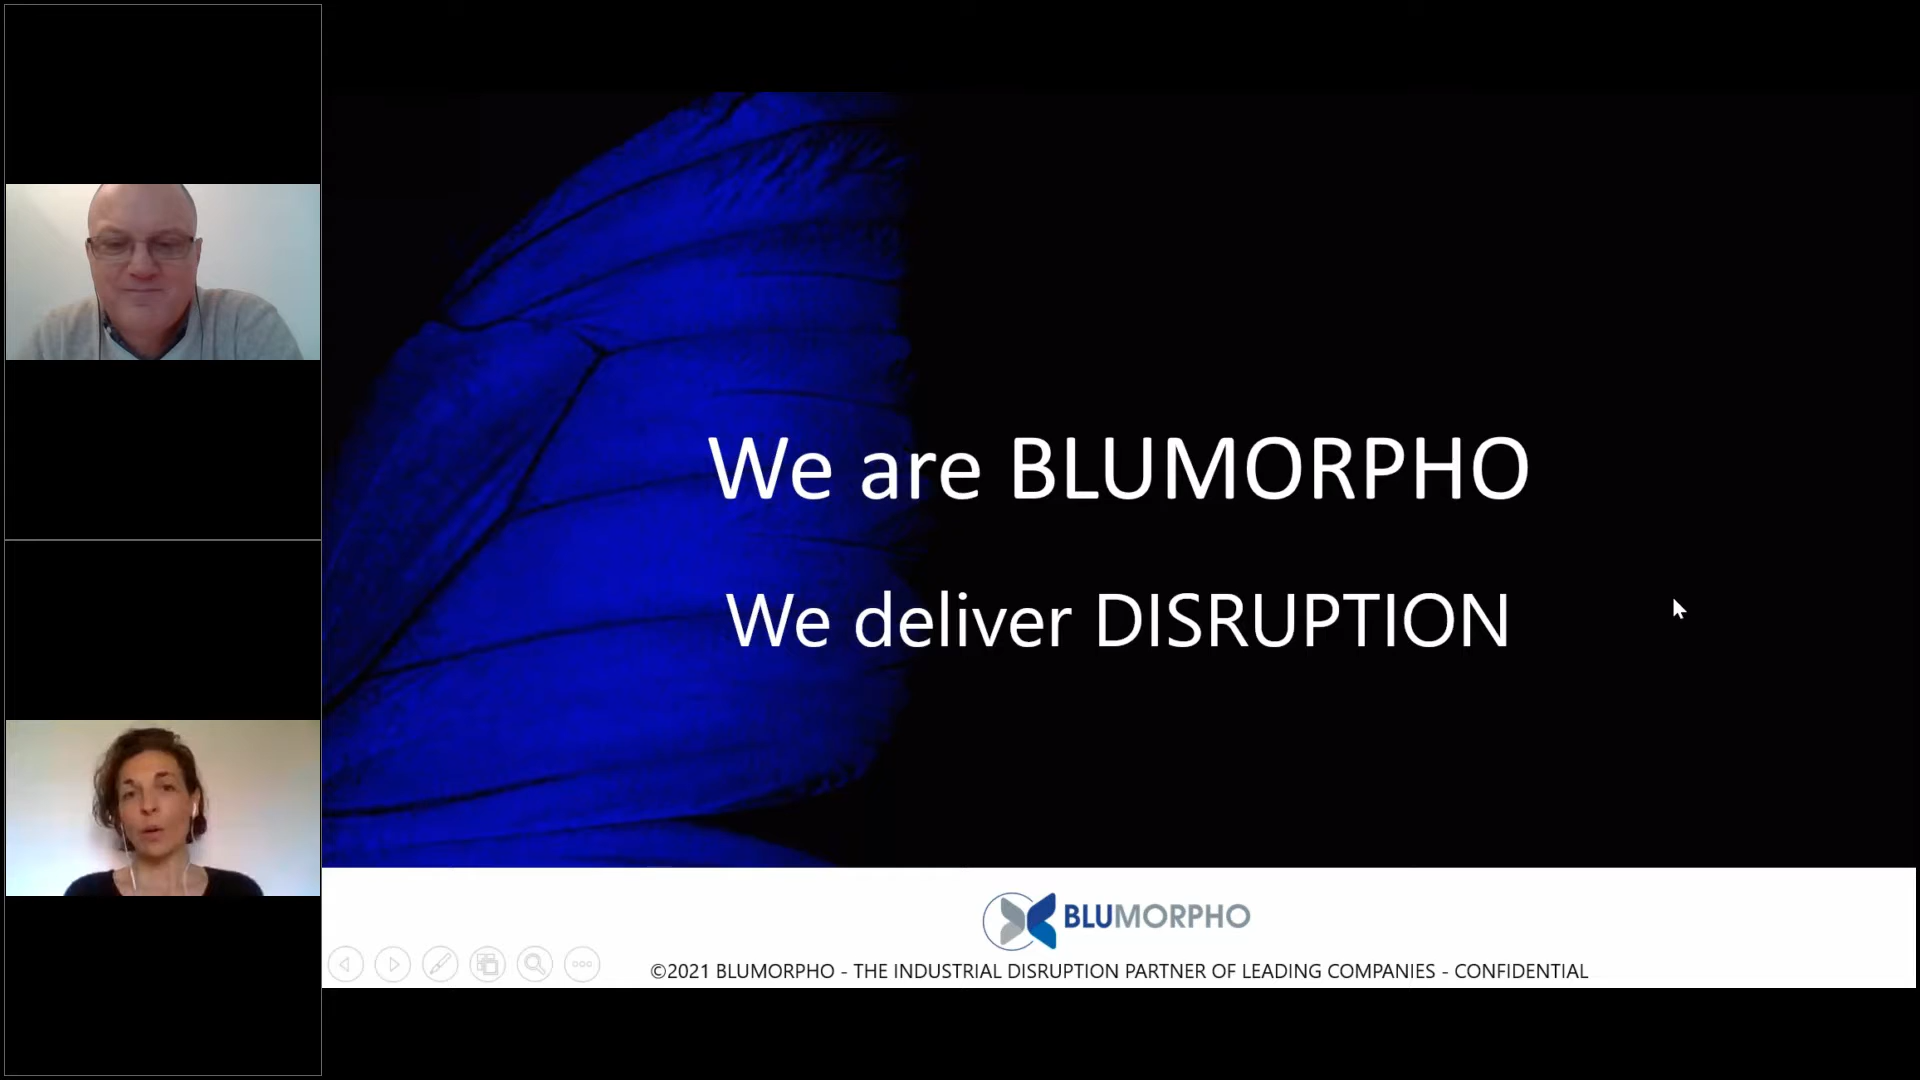 We are BLUMORPHO
We deliver DISRUPTION
BLUMORPHO
©2021 BLUMORPHO - THE INDUSTRIAL DISRUPTION PARTNER OF LEADING COMPANIES - CONFIDENTIAL